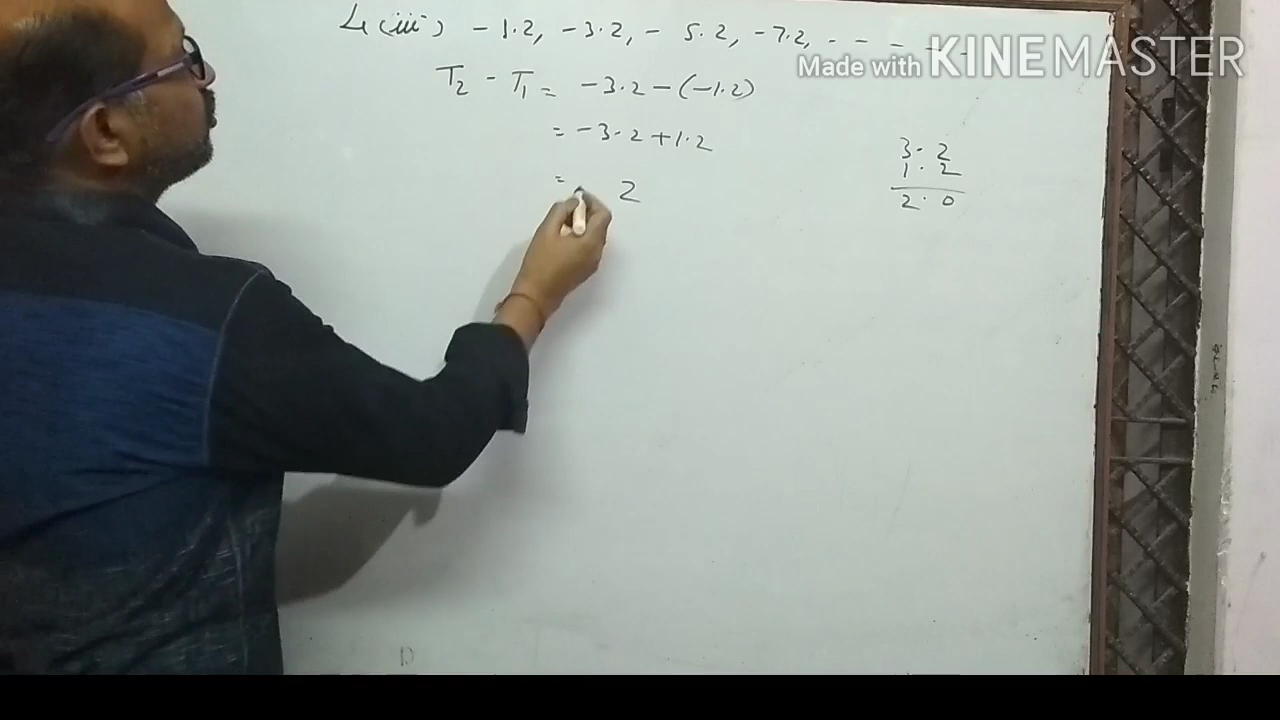 4(iii) -1.2, -3.2, - 5.2, -7.2, - - - - -
Made with KINEMASTER
T2 - T1 = -3.2 - (-1.2)
= -3.2 + 1.2
= 2
3.2
1.2
2.0